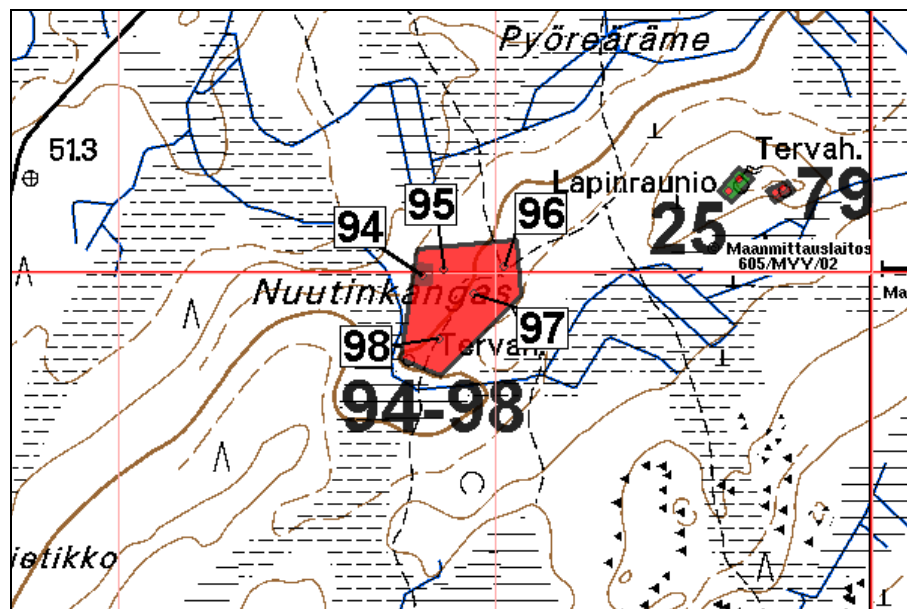 Pyöreäräme
51.3
Tervah.
Lapinraunio
79
95
96
94
25
Maanmittauslaitos
605/MYY/02
Nuutinkangas
Ma
97
98
Tervah.
94-98
ietikko